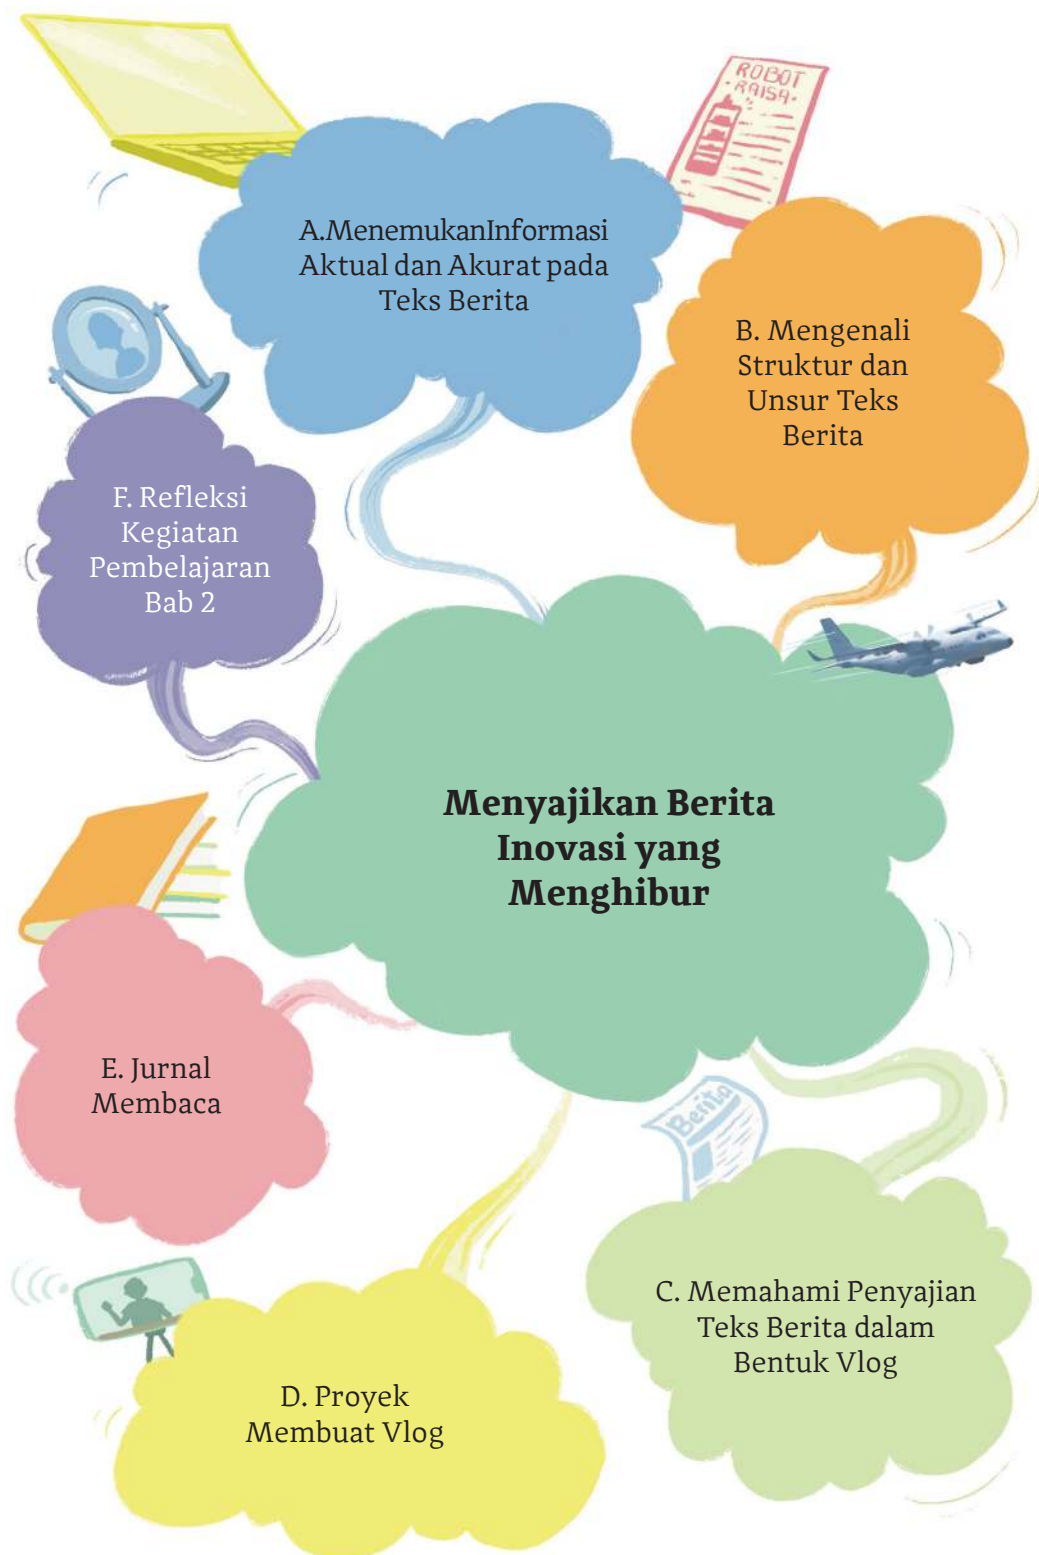 ROBOT
RAISA
A.MenemukanInformasi
Aktual dan Akurat pada
Teks Berita
B. Mengenali
Struktur dan
Unsur Teks
Berita
F. Refleksi
Kegiatan
Pembelajaran
Bab 2
Menyajikan Berita
Inovasi yang
Menghibur
E. Jurnal
Membaca
Berita
C. Memahami Penyajian
Teks Berita dalam
Bentuk Vlog
D. Proyek
Membuat Vlog